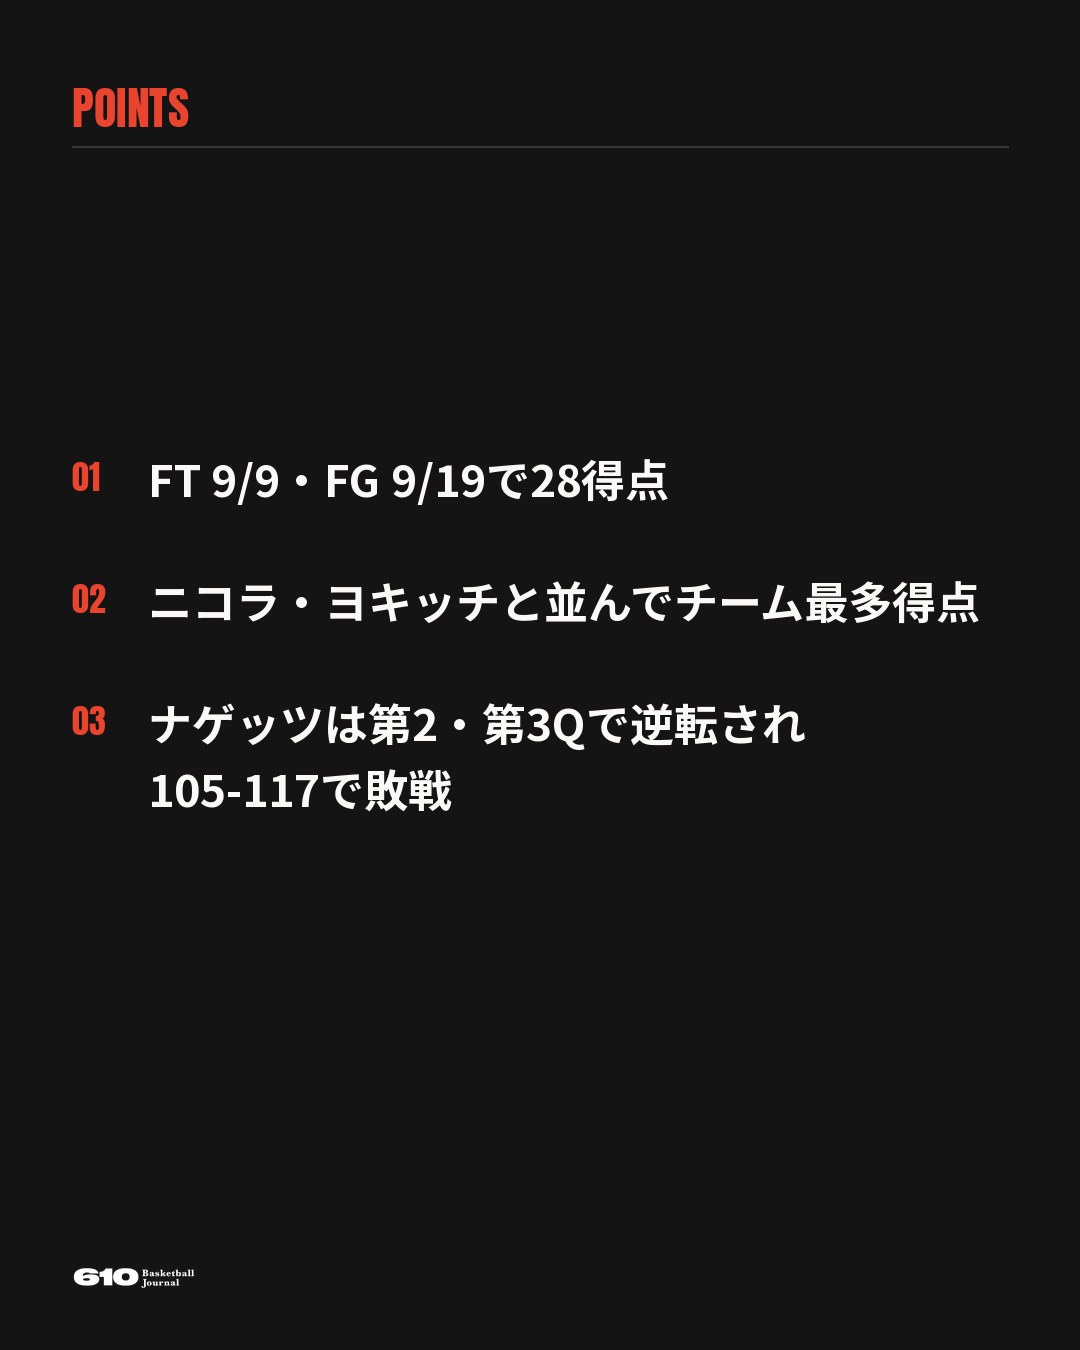 POINTS
01 FT 9/9・FG 9/19で28得点
02 ニコラ・ヨキッチと並んでチーム最多得点
03 ナゲッツは第2・第3Qで逆転され
105-117で敗戦
610 Basketball
Journal